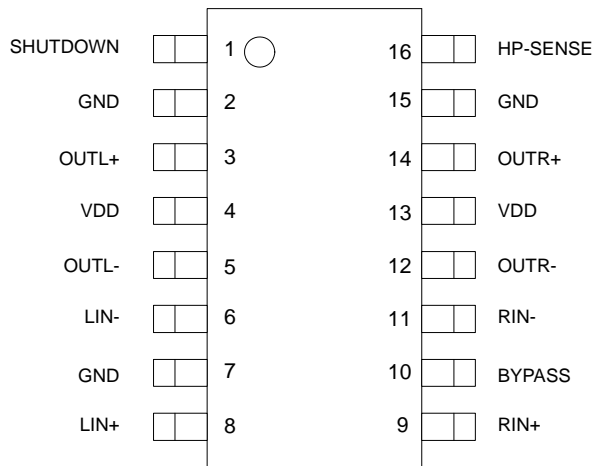 SHUTDOWN 1 16 HP-SENSE
GND 2 15 GND
OUTL+ 3 14 OUTR+
VDD 4 13 VDD
OUTL- 5 12 OUTR-
LIN- 6 11 RIN-
GND 7 10 BYPASS
LIN+ 8 9 RIN+